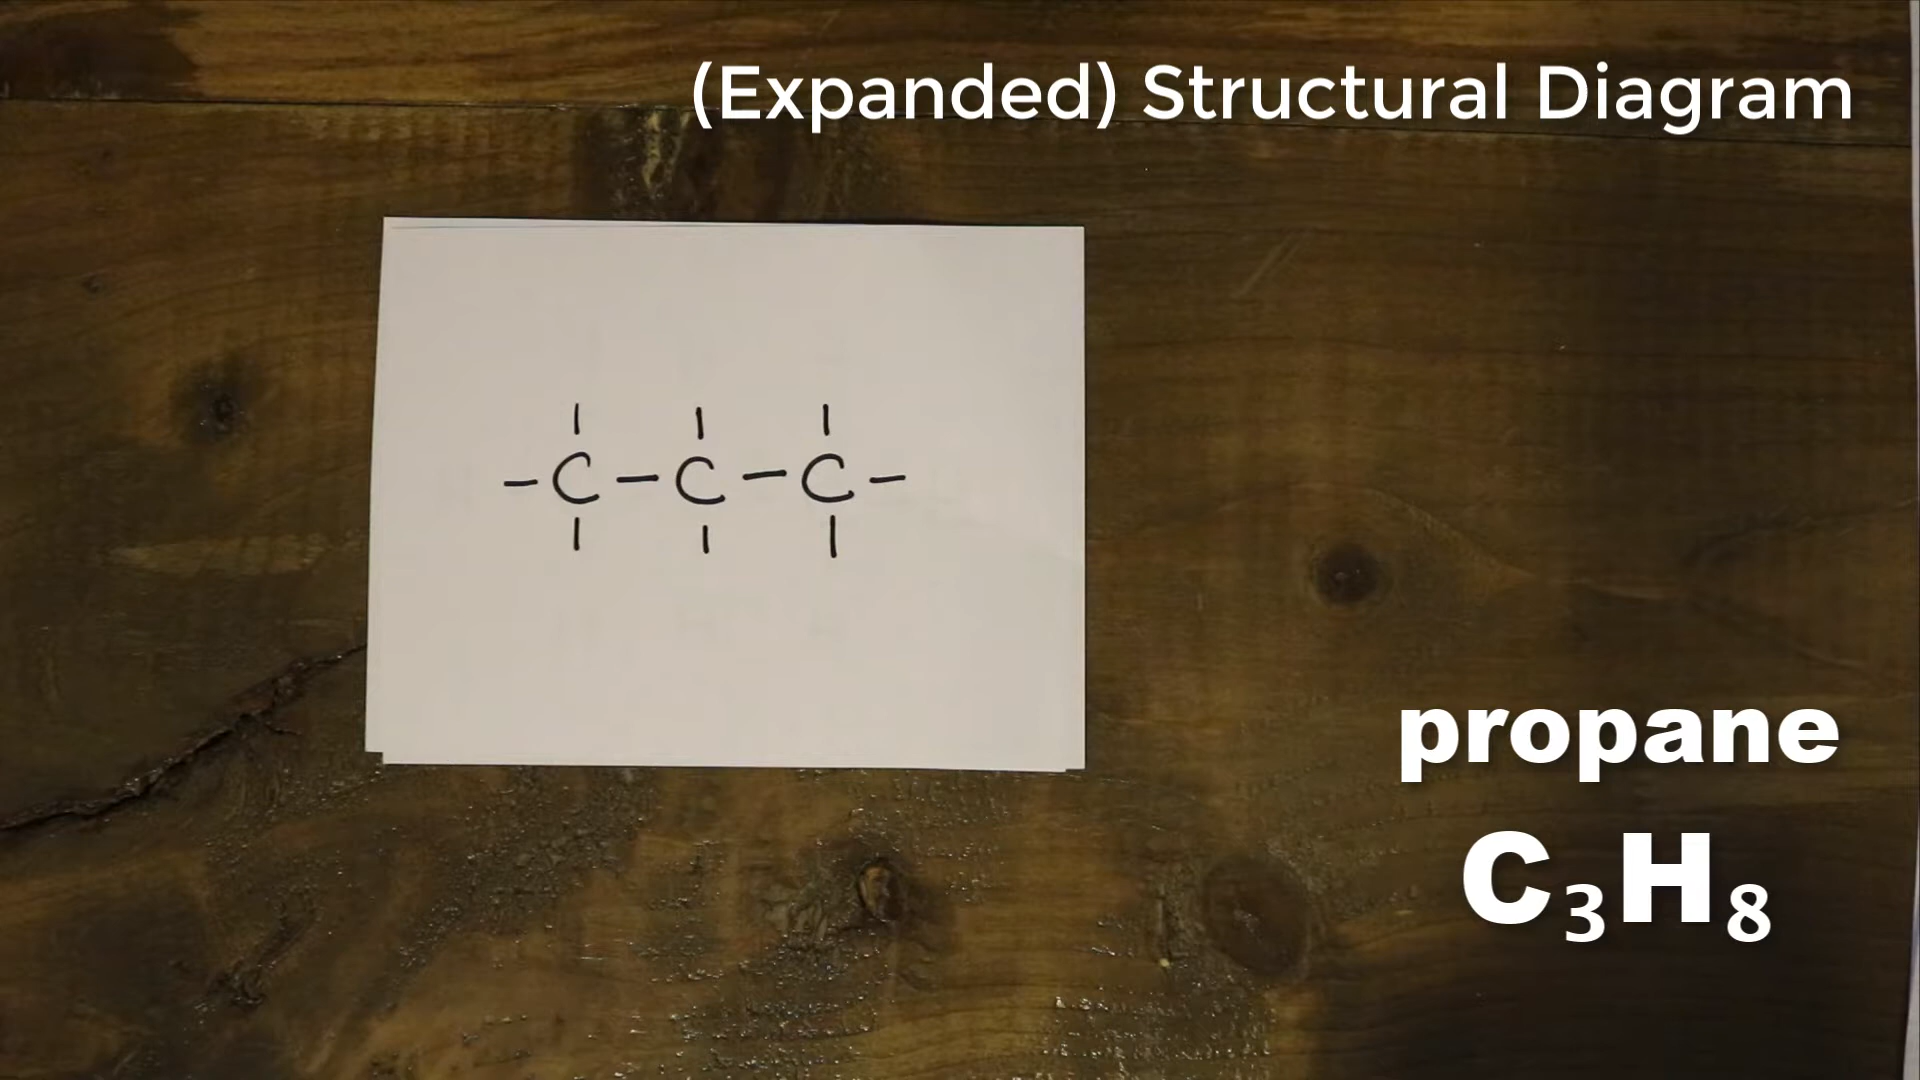 (Expanded) Structural Diagram
| | |
– C – C – C –
| | |
propane
C₃H₈